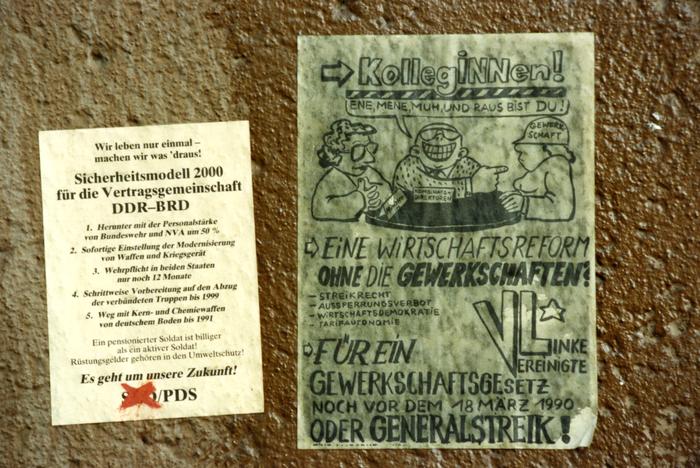 Wir leben nur einmal –
machen wir was 'draus!
Sicherheitsmodell 2000
für die Vertragsgemeinschaft
DDR–BRD
1. Herunter mit der Personalstärke
von Bundeswehr und NVA um 50 %
2. Sofortige Einstellung der Modernisierung
von Waffen und Kriegsgerät
3. Wehrpflicht in beiden Staaten
nur noch 12 Monate
4. Schrittweise Vorbereitung auf den Abzug
der verbündeten Truppen bis 1999
5. Weg mit Kern- und Chemiewaffen
von deutschem Boden bis 1991
Ein pensionierter Soldat ist billiger
als ein aktiver Soldat!
Rüstungsgelder gehören in den Umweltschutz!
Es geht um unsere Zukunft!
/PDS
KollegINNen!
ENE, MENE, MUH, UND RAUS BIST DU!
GEWERK
SCHAFT
KOMBINATS-
DIREKTOREN
EINE WIRTSCHAFTSREFORM
OHNE DIE GEWERKSCHAFTEN?
– STREIKRECHT
– AUSSPERRUNGSVERBOT
– WIRTSCHAFTSDEMOKRATIE
– TARIFAUTONOMIE
VL
LINKE
VEREINIGTE
FÜR EIN
GEWERKSCHAFTSGESETZ
NOCH VOR DEM 18 MÄRZ 1990
ODER GENERALSTREIK!